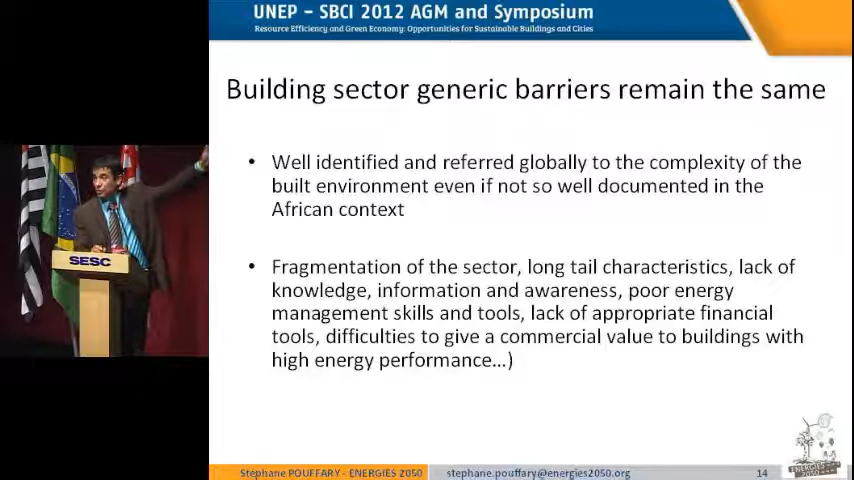 UNEP – SBCI 2012 AGM and Symposium
Resource Efficiency and Green Economy: Opportunities for Sustainable Buildings and Cities
Building sector generic barriers remain the same
• Well identified and referred globally to the complexity of the
built environment even if not so well documented in the
African context
• Fragmentation of the sector, long tail characteristics, lack of
knowledge, information and awareness, poor energy
management skills and tools, lack of appropriate financial
tools, difficulties to give a commercial value to buildings with
high energy performance…)
SESC
Stephane POUFFARY - ENERGIES 2050
stephane.pouffary@energies2050.org
14
ENERGIES
2050